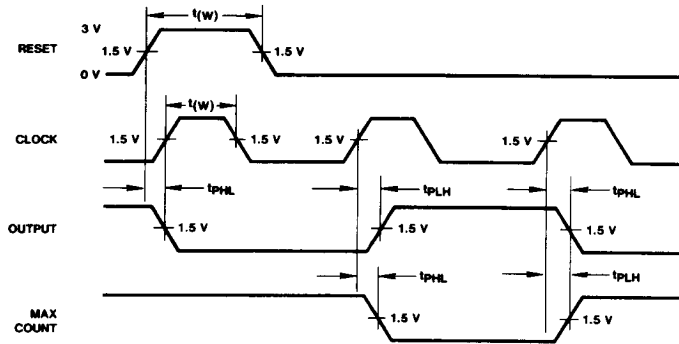 t(W)
3 V
RESET
1.5 V
1.5 V
0 V
t(W)
CLOCK
1.5 V
1.5 V
1.5 V
1.5 V
tPHL
tPLH
tPHL
OUTPUT
1.5 V
1.5 V
1.5 V
tPHL
tPLH
MAX
COUNT
1.5 V
1.5 V